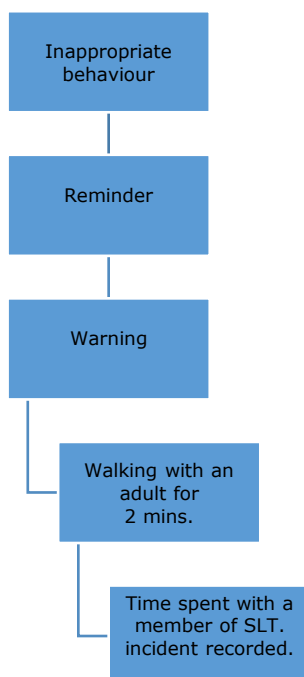 Inappropriate
behaviour
Reminder
Warning
Walking with an
adult for
2 mins.
Time spent with a
member of SLT.
incident recorded.